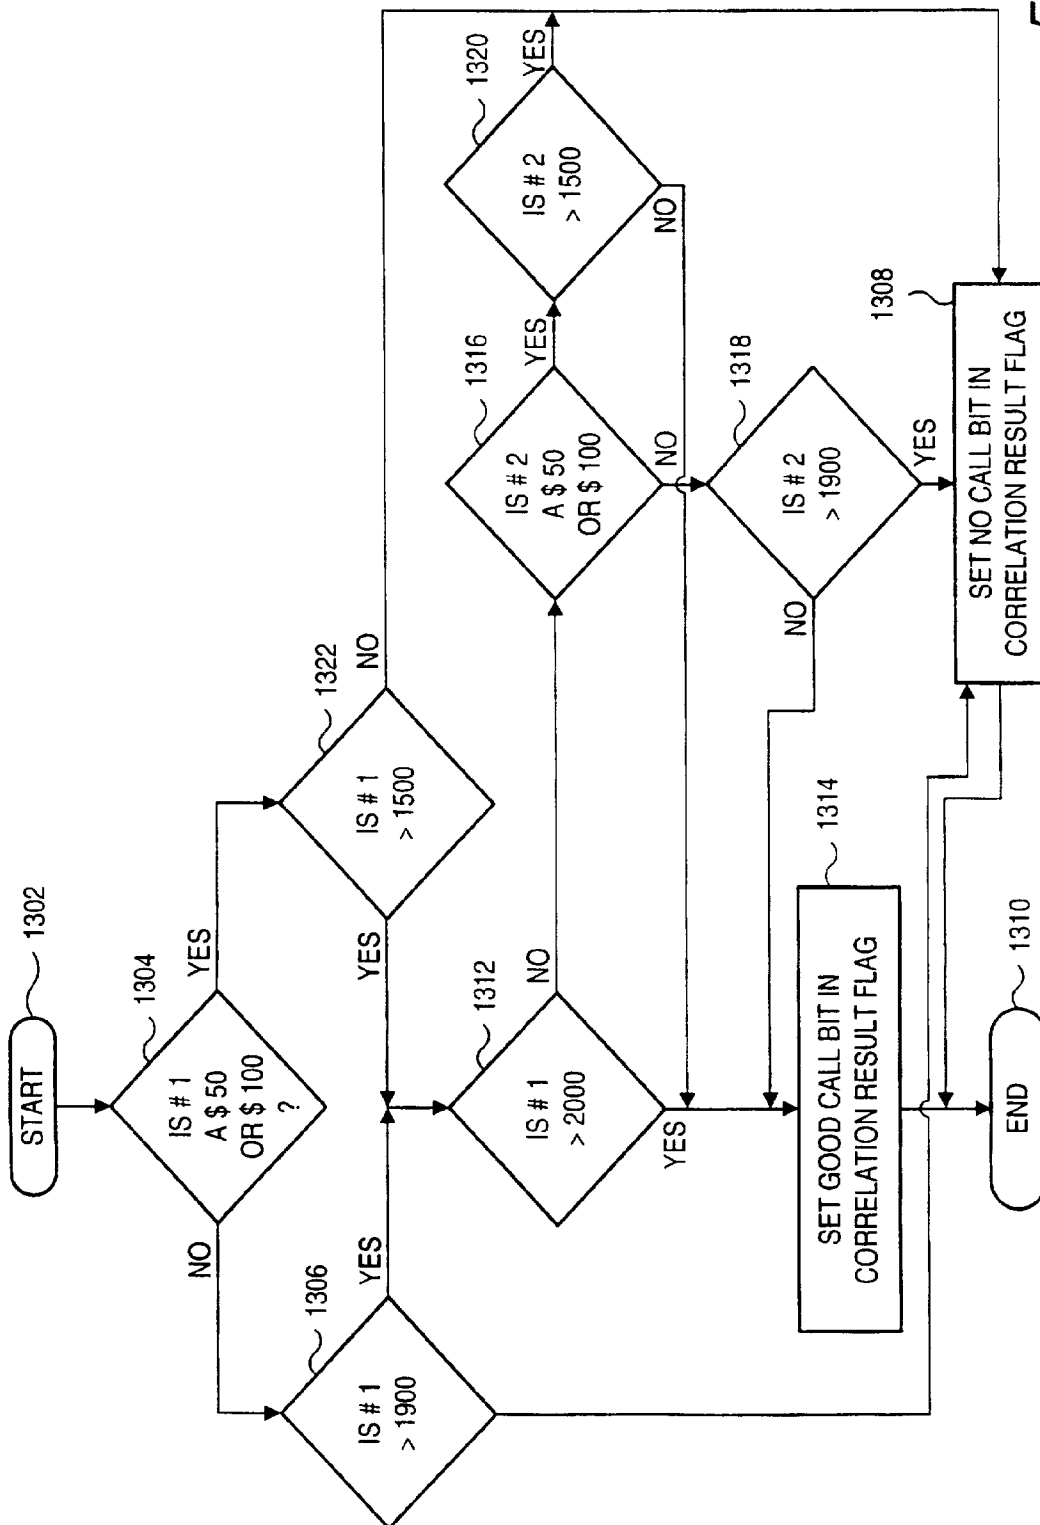 START
1302
IS # 1
A $ 50
OR $ 100
?
1304
NO
YES
IS # 1
> 1900
1306
YES
IS # 1
> 1500
1322
YES
NO
IS # 1
> 2000
1312
NO
YES
IS # 2
A $ 50
OR $ 100
1316
YES
NO
IS # 2
> 1500
1320
YES
NO
IS # 2
> 1900
1318
NO
YES
SET GOOD CALL BIT IN
CORRELATION RESULT FLAG
1314
SET NO CALL BIT IN
CORRELATION RESULT FLAG
1308
END
1310